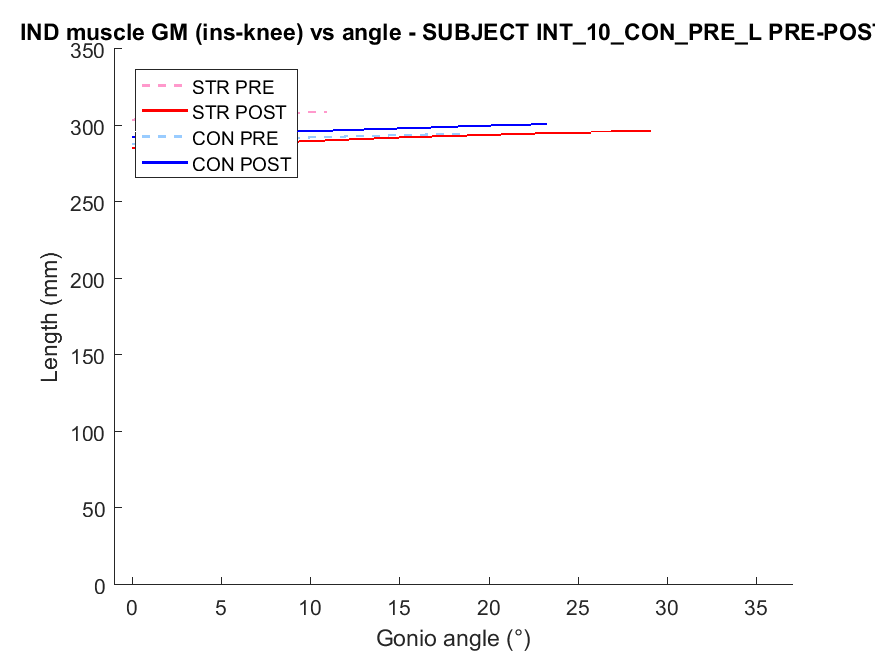 IND muscle GM (ins-knee) vs angle - SUBJECT INT_10_CON_PRE_L PRE-POST
350
300
250
200
150
100
50
0
Length (mm)
STR PRE
STR POST
CON PRE
CON POST
0 5 10 15 20 25 30 35
Gonio angle (°)